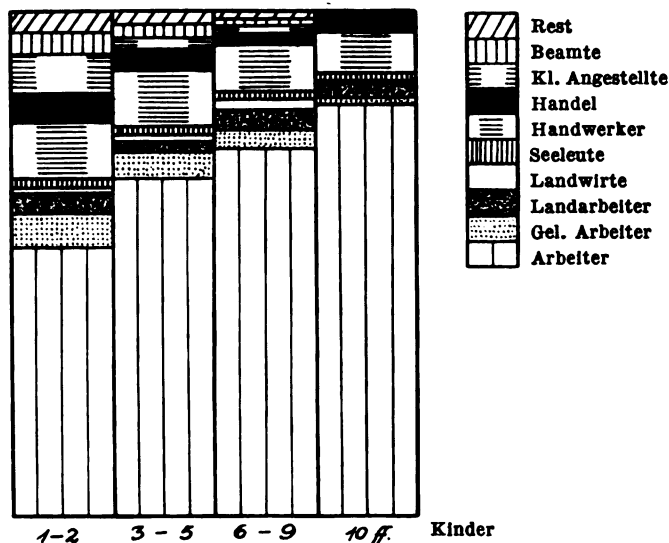 Rest
Beamte
Kl. Angestellte
Handel
Handwerker
Seeleute
Landwirte
Landarbeiter
Gel. Arbeiter
Arbeiter
1-2 3 - 5 6 - 9 10 ff. Kinder